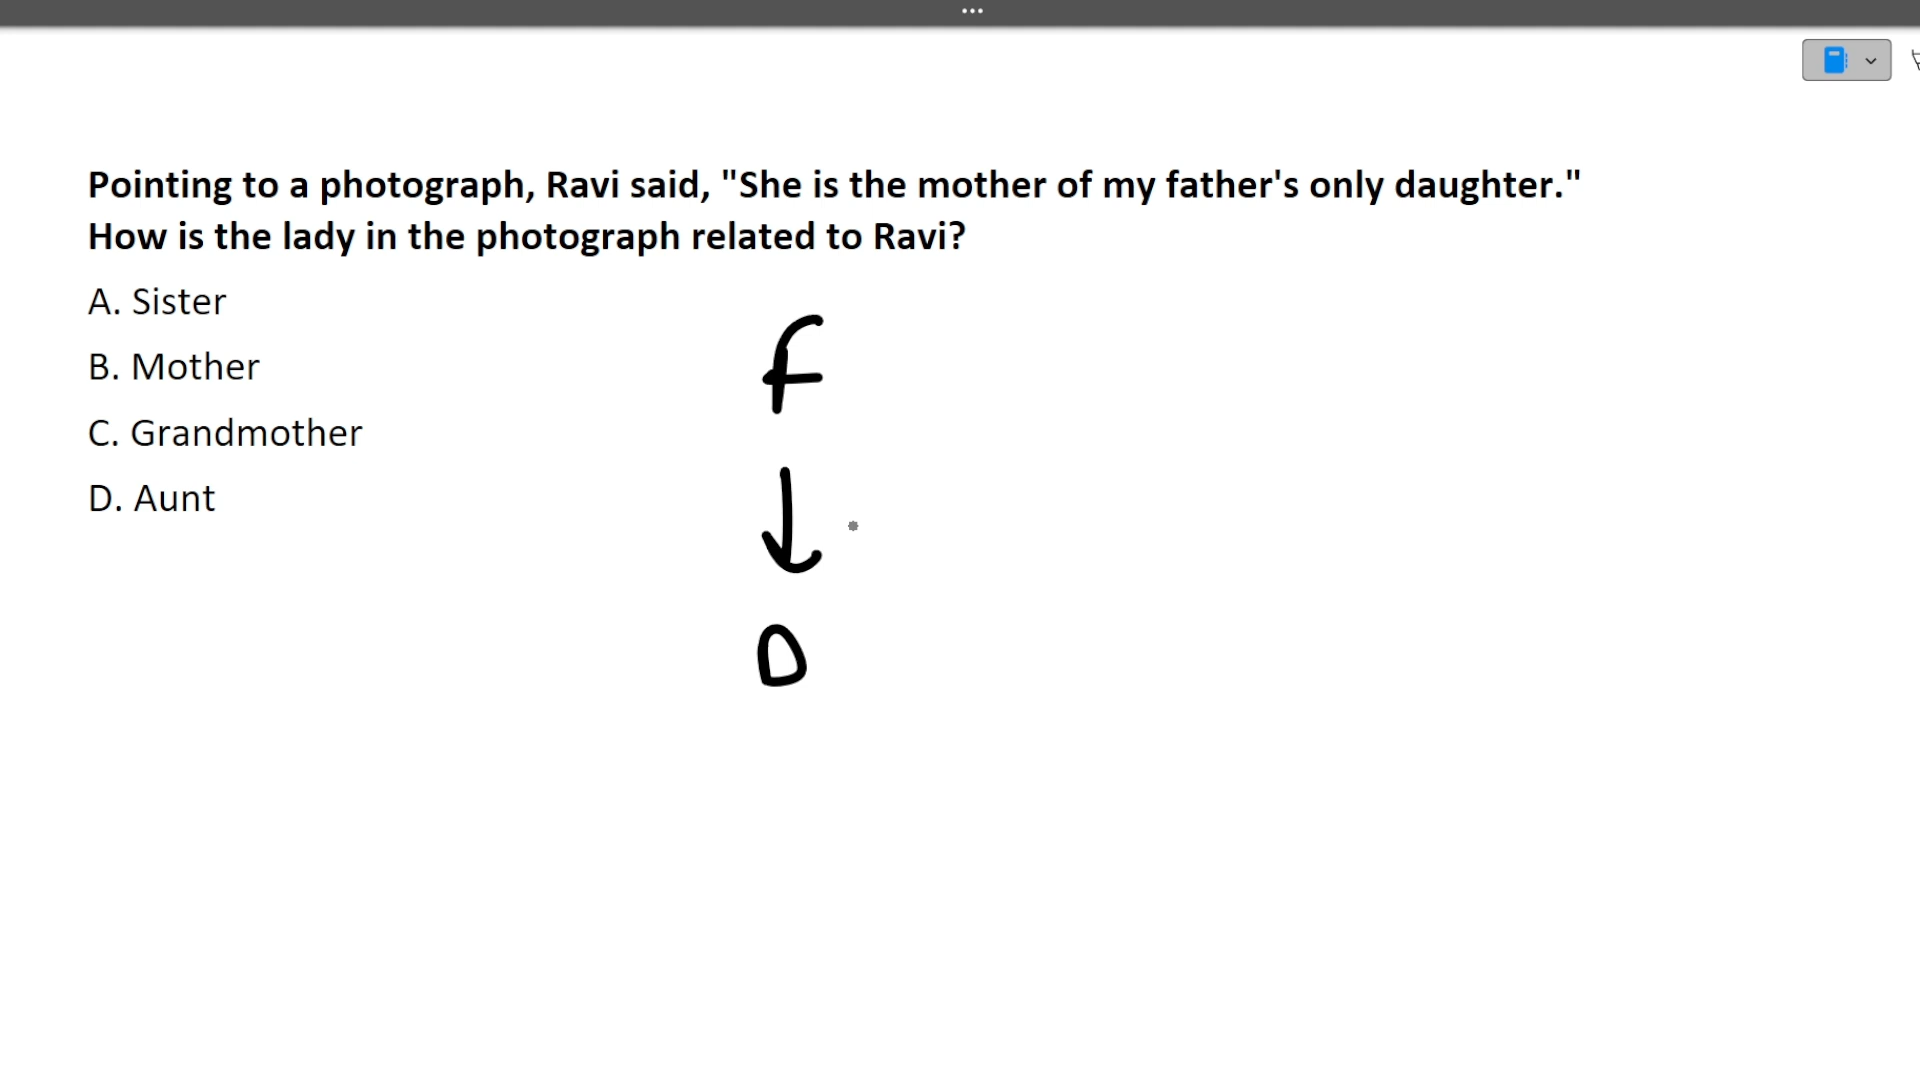 Pointing to a photograph, Ravi said, "She is the mother of my father's only daughter."
How is the lady in the photograph related to Ravi?
A. Sister
B. Mother
C. Grandmother
D. Aunt
f
D